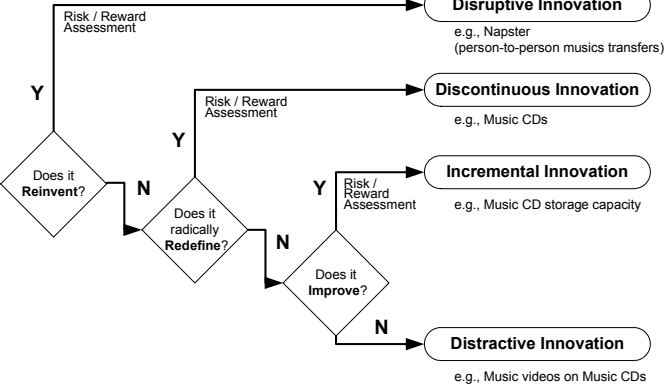 Disruptive Innovation
e.g., Napster
(person-to-person musics transfers)
Risk / Reward
Assessment
Y
Discontinuous Innovation
e.g., Music CDs
Risk / Reward
Assessment
Y
Does it
Reinvent?
N
Incremental Innovation
e.g., Music CD storage capacity
Y
Risk /
Reward
Assessment
Does it
radically
Redefine?
N
Does it
Improve?
N
Distractive Innovation
e.g., Music videos on Music CDs